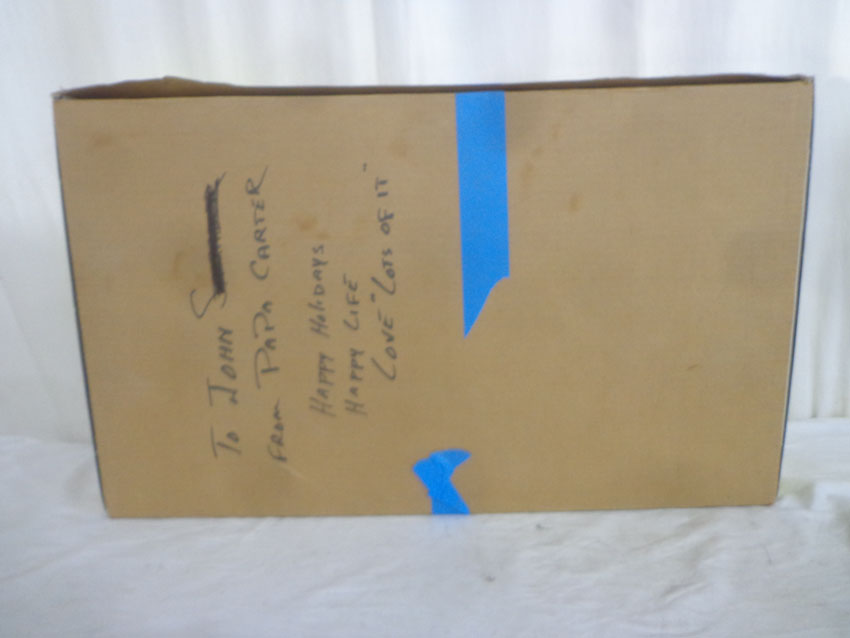 To JOHN
FROM PAPA CARTER
HAPPY HoliDAYS
HAPPY LIFE
LOVE "LOTS OF IT"